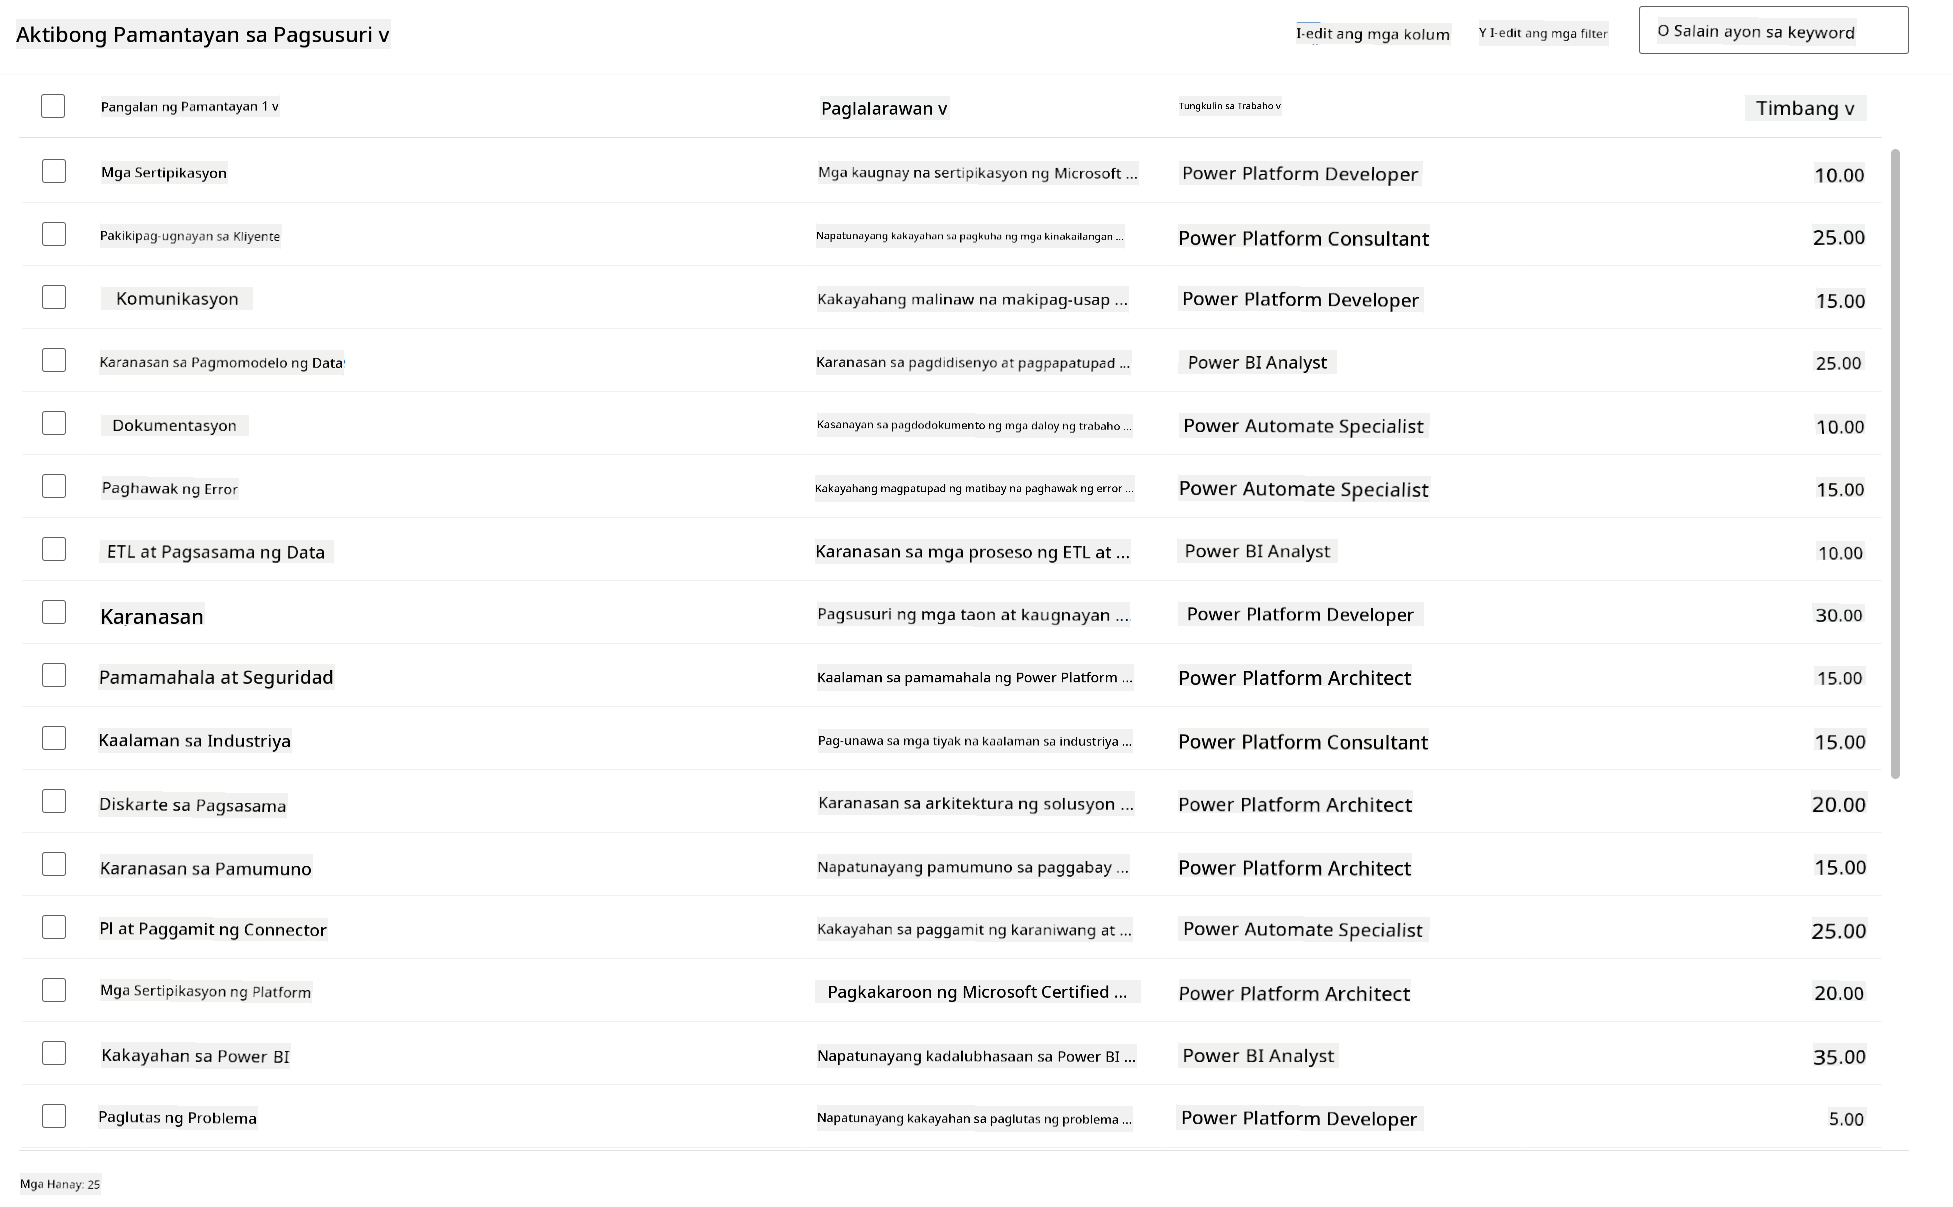 Aktibong Pamantayan sa Pagsusuri v
I-edit ang mga kolum
Y I-edit ang mga filter
O Salain ayon sa keyword
Pangalan ng Pamantayan 1 v
Paglalarawan v
Tungkulin sa Trabaho v
Timbang v
Mga Sertipikasyon
Mga kaugnay na sertipikasyon ng Microsoft ...
Power Platform Developer
10.00
Pakikipag-ugnayan sa Kliyente
Napatunayang kakayahan sa pagkuha ng mga kinakailangan ...
Power Platform Consultant
25.00
Komunikasyon
Kakayahang malinaw na makipag-usap ...
Power Platform Developer
15.00
Karanasan sa Pagmomodelo ng Data
Karanasan sa pagdidisenyo at pagpapatupad ...
Power BI Analyst
25.00
Dokumentasyon
Kasanayan sa pagdodokumento ng mga daloy ng trabaho ...
Power Automate Specialist
10.00
Paghawak ng Error
Kakayahang magpatupad ng matibay na paghawak ng error ...
Power Automate Specialist
15.00
ETL at Pagsasama ng Data
Karanasan sa mga proseso ng ETL at ...
Power BI Analyst
10.00
Karanasan
Pagsusuri ng mga taon at kaugnayan ...
Power Platform Developer
30.00
Pamamahala at Seguridad
Kaalaman sa pamamahala ng Power Platform ...
Power Platform Architect
15.00
Kaalaman sa Industriya
Pag-unawa sa mga tiyak na kaalaman sa industriya ...
Power Platform Consultant
15.00
Diskarte sa Pagsasama
Karanasan sa arkitektura ng solusyon ...
Power Platform Architect
20.00
Karanasan sa Pamumuno
Napatunayang pamumuno sa paggabay ...
Power Platform Architect
15.00
PI at Paggamit ng Connector
Kakayahan sa paggamit ng karaniwang at ...
Power Automate Specialist
25.00
Mga Sertipikasyon ng Platform
Pagkakaroon ng Microsoft Certified ...
Power Platform Architect
20.00
Kakayahan sa Power BI
Napatunayang kadalubhasaan sa Power BI ...
Power BI Analyst
35.00
Paglutas ng Problema
Napatunayang kakayahan sa paglutas ng problema ...
Power Platform Developer
5.00
Mga Hanay: 25